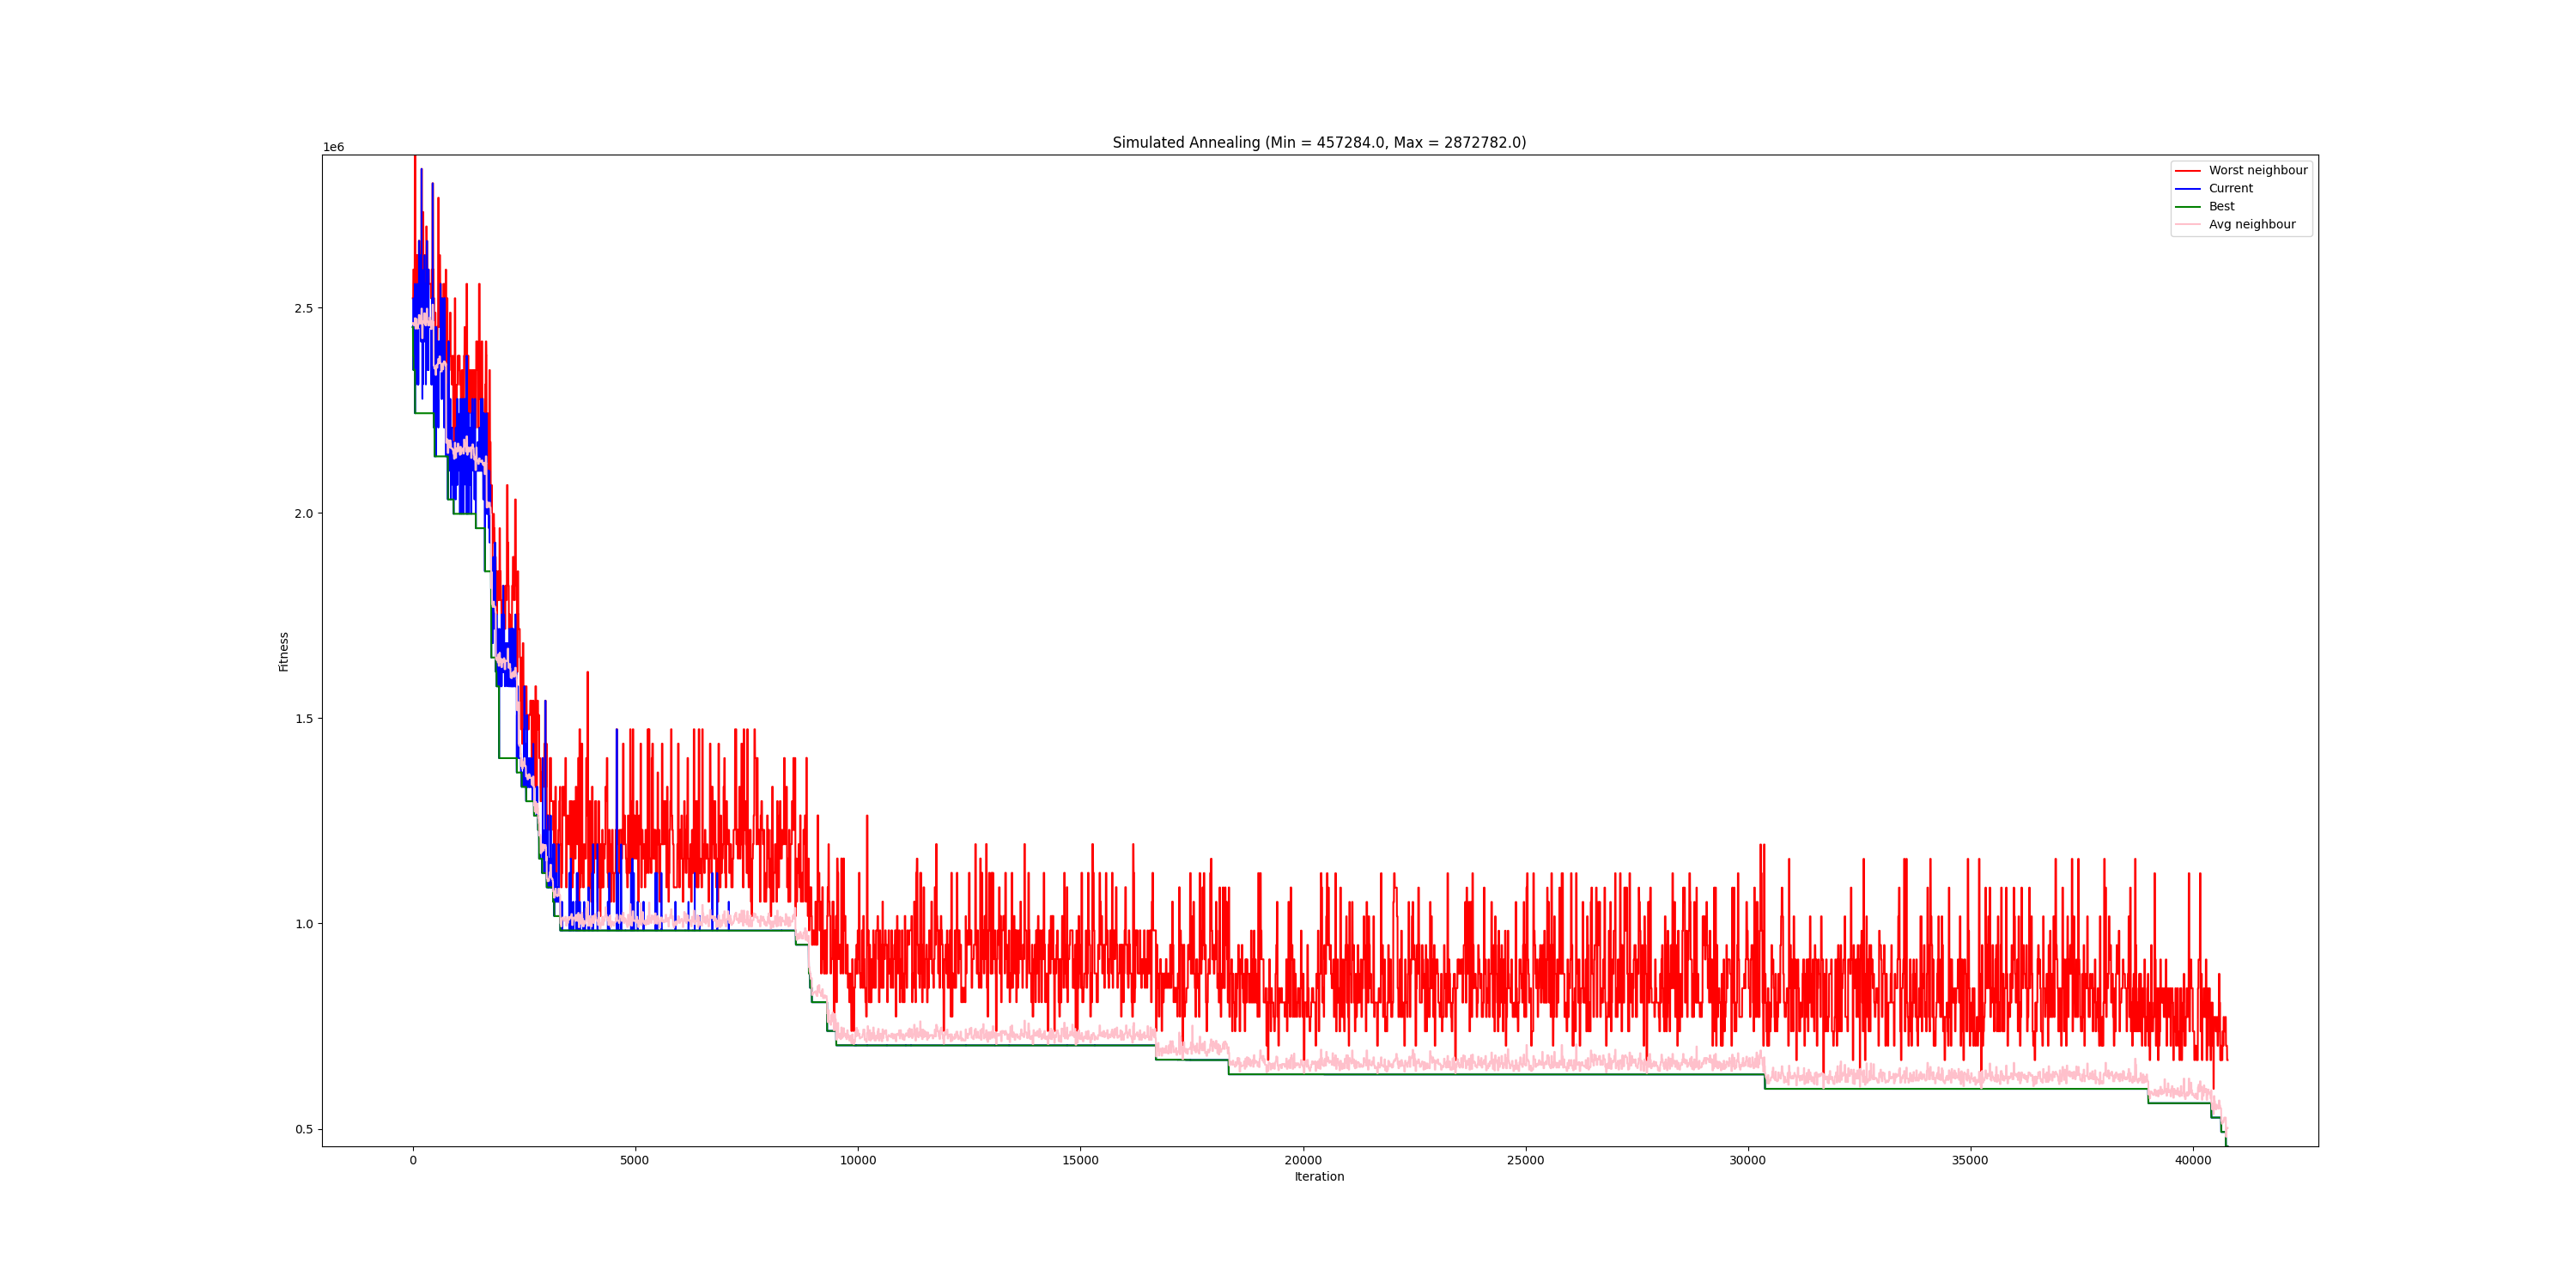 Simulated Annealing (Min = 457284.0, Max = 2872782.0)
1e6
Worst neighbour
Current
Best
Avg neighbour
2.5
2.0
1.5
1.0
0.5
Fitness
0 5000 10000 15000 20000 25000 30000 35000 40000
Iteration